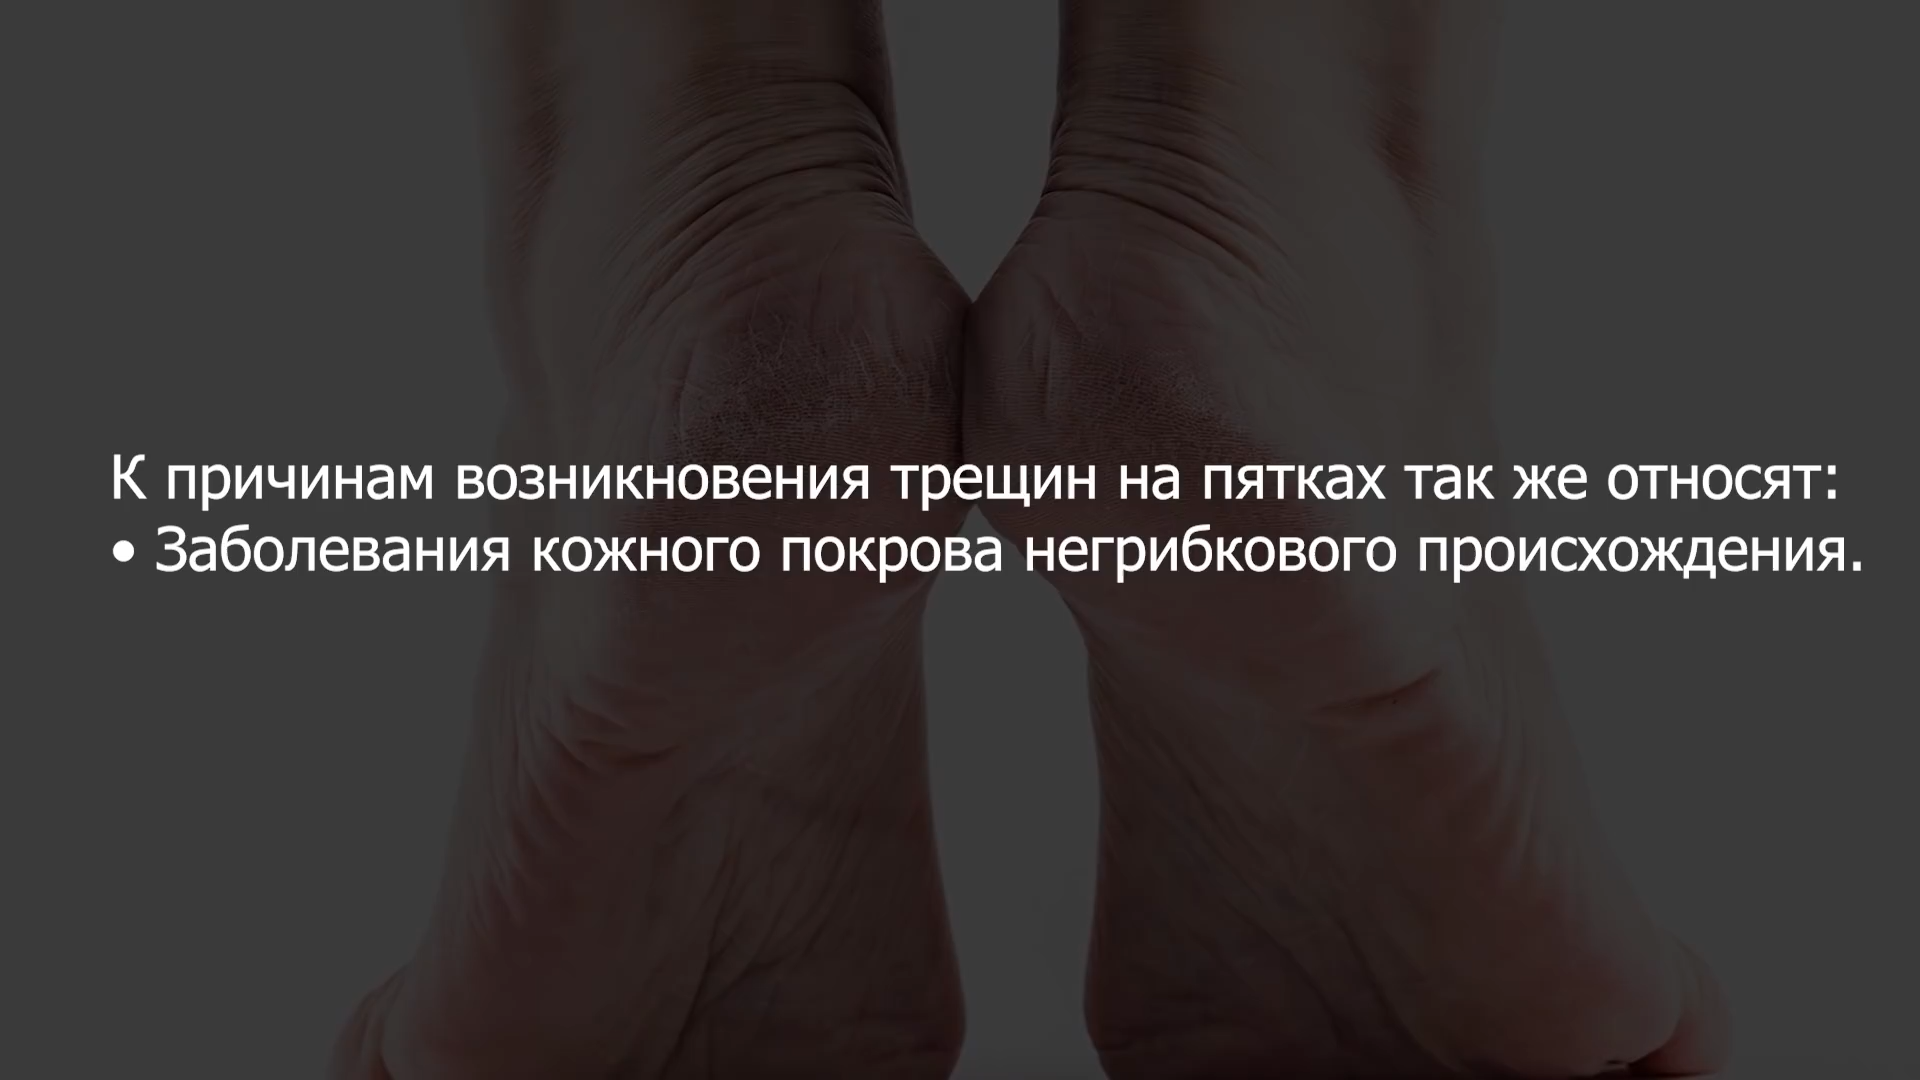 К причинам возникновения трещин на пятках так же относят:
• Заболевания кожного покрова негрибкового происхождения.